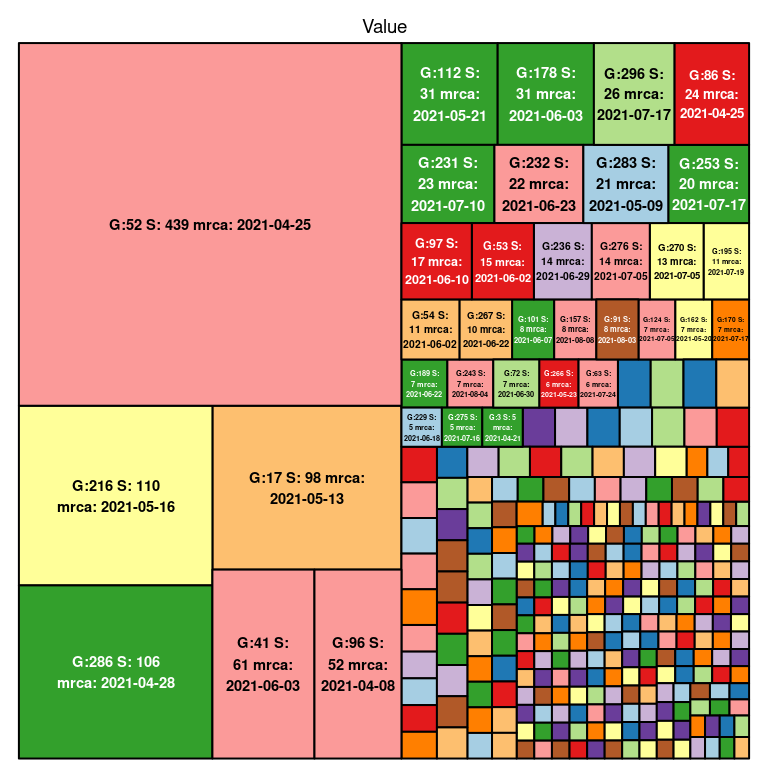 Value
G:52 S: 439 mrca: 2021-04-25
G:216 S: 110
mrca: 2021-05-16
G:17 S: 98 mrca:
2021-05-13
G:286 S: 106
mrca: 2021-04-28
G:41 S:
61 mrca:
2021-06-03
G:96 S:
52 mrca:
2021-04-08
G:112 S:
31 mrca:
2021-05-21
G:178 S:
31 mrca:
2021-06-03
G:296 S:
26 mrca:
2021-07-17
G:86 S:
24 mrca:
2021-04-25
G:231 S:
23 mrca:
2021-07-10
G:232 S:
22 mrca:
2021-06-23
G:283 S:
21 mrca:
2021-05-09
G:253 S:
20 mrca:
2021-07-17
G:97 S:
17 mrca:
2021-06-10
G:53 S:
15 mrca:
2021-06-02
G:236 S:
14 mrca:
2021-06-29
G:276 S:
14 mrca:
2021-07-05
G:270 S:
13 mrca:
2021-07-05
G:195 S:
11 mrca:
2021-07-19
G:54 S:
11 mrca:
2021-06-02
G:267 S:
10 mrca:
2021-06-22
G:101 S:
8 mrca:
2021-06-07
G:157 S:
8 mrca:
2021-08-08
G:91 S:
8 mrca:
2021-08-03
G:124 S:
7 mrca:
2021-07-05
G:162 S:
7 mrca:
2021-05-20
G:170 S:
7 mrca:
2021-07-17
G:189 S:
7 mrca:
2021-06-22
G:243 S:
7 mrca:
2021-08-04
G:72 S:
7 mrca:
2021-06-30
G:266 S:
6 mrca:
2021-05-23
G:63 S:
6 mrca:
2021-07-24
G:229 S:
5 mrca:
2021-06-18
G:275 S:
5 mrca:
2021-07-16
G:3 S: 5
mrca:
2021-04-21